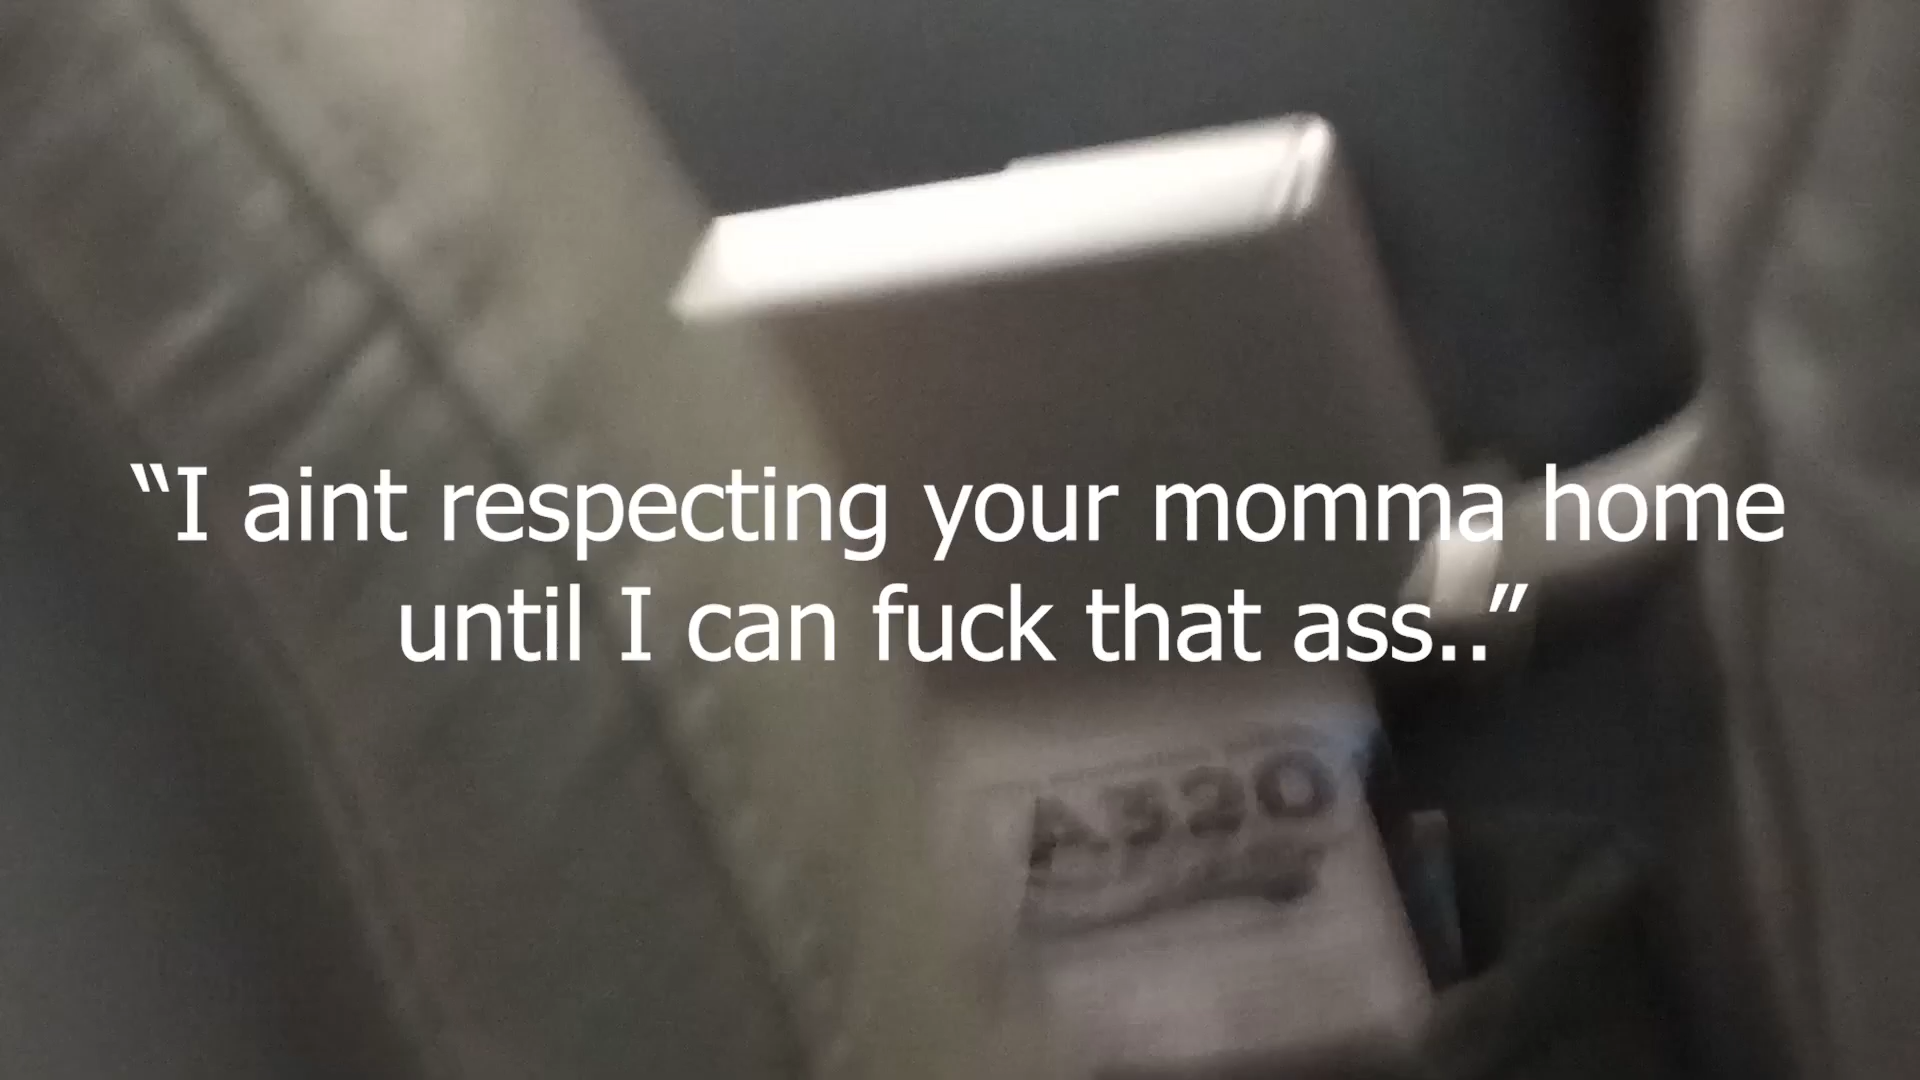 “I aint respecting your momma home
until I can fuck that ass..”
A320